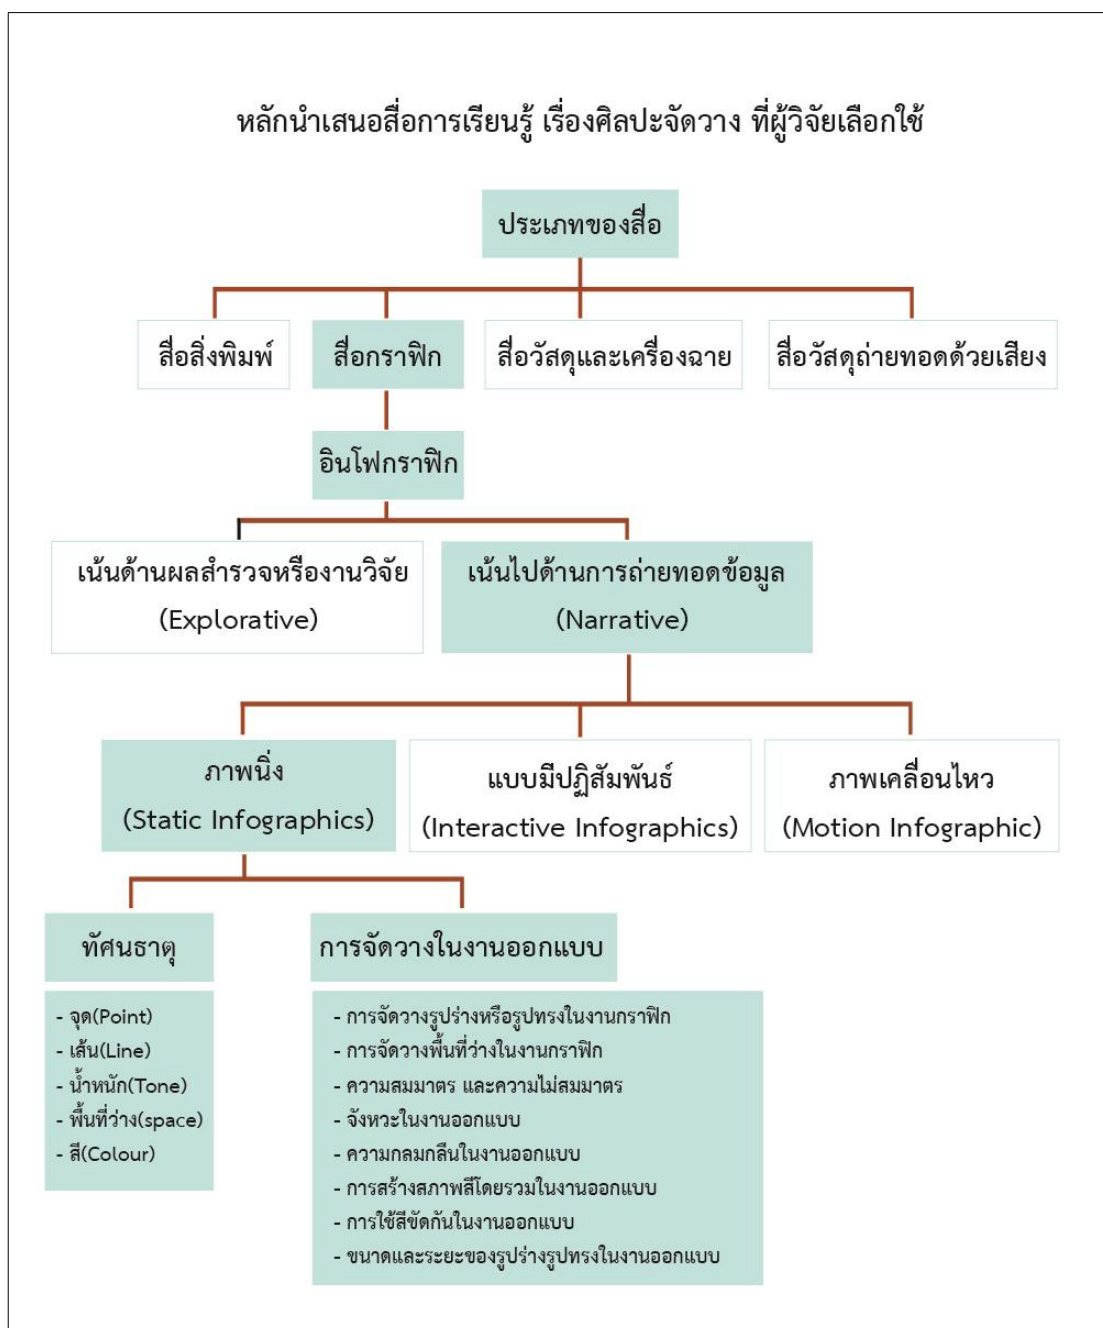 หลักนำเสนอสื่อการเรียนรู้ เรื่องศิลปะจัดวาง ที่ผู้วิจัยเลือกใช้
ประเภทของสื่อ
สื่อสิ่งพิมพ์
สื่อกราฟิก
สื่อวัสดุและเครื่องฉาย
สื่อวัสดุถ่ายทอดด้วยเสียง
อินโฟกราฟิก
เน้นด้านผลสำรวจหรืองานวิจัย
(Explorative)
เน้นไปด้านการถ่ายทอดข้อมูล
(Narrative)
ภาพนิ่ง
(Static Infographics)
แบบมีปฏิสัมพันธ์
(Interactive Infographics)
ภาพเคลื่อนไหว
(Motion Infographic)
ทัศนธาตุ
- จุด(Point)
- เส้น(Line)
- น้ำหนัก(Tone)
- พื้นที่ว่าง(space)
- สี(Colour)
การจัดวางในงานออกแบบ
- การจัดวางรูปร่างหรือรูปทรงในงานกราฟิก
- การจัดวางพื้นที่ว่างในงานกราฟิก
- ความสมมาตร และความไม่สมมาตร
- จังหวะในงานออกแบบ
- ความกลมกลืนในงานออกแบบ
- การสร้างสภาพสีโดยรวมในงานออกแบบ
- การใช้สีขัดกันในงานออกแบบ
- ขนาดและระยะของรูปร่างรูปทรงในงานออกแบบ